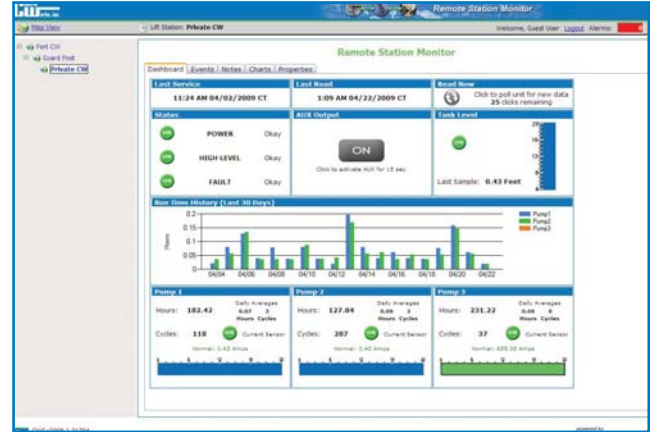 Remote Station Monitor
Map View
Lift Station: Private CW
Welcome, Guest User Logout Alarms:
Fort CW
Guard Post
Private CW
Remote Station Monitor
Dashboard Events Notes Charts Properties
Last Service
11:24 AM 04/02/2009 CT
Last Read
1:09 AM 04/22/2009 CT
Read Now
Click to poll unit for new data
25 clicks remaining
Status
POWER Okay
HIGH LEVEL Okay
FAULT Okay
AUX Output
ON
Click to activate AUX for 15 sec.
Tank Level
Last Sample: 0.43 Feet
Run Time History (Last 30 Days)
Hours
0.2
0.15
0.1
0.05
0
04/04 04/06 04/08 04/10 04/12 04/14 04/16 04/18 04/20 04/22
Pump1
Pump2
Pump3
Pump 1
Daily Averages
Hours: 182.42 0.07 3
Hours Cycles
Cycles: 118 Current Sensor
Pump 2
Daily Averages
Hours: 127.84
Hours Cycles
Cycles: 287 Current Sensor
Pump 3
Daily Averages
Hours: 231.22 0.00 0
Hours Cycles
Cycles: 37 Current Sensor
powered by